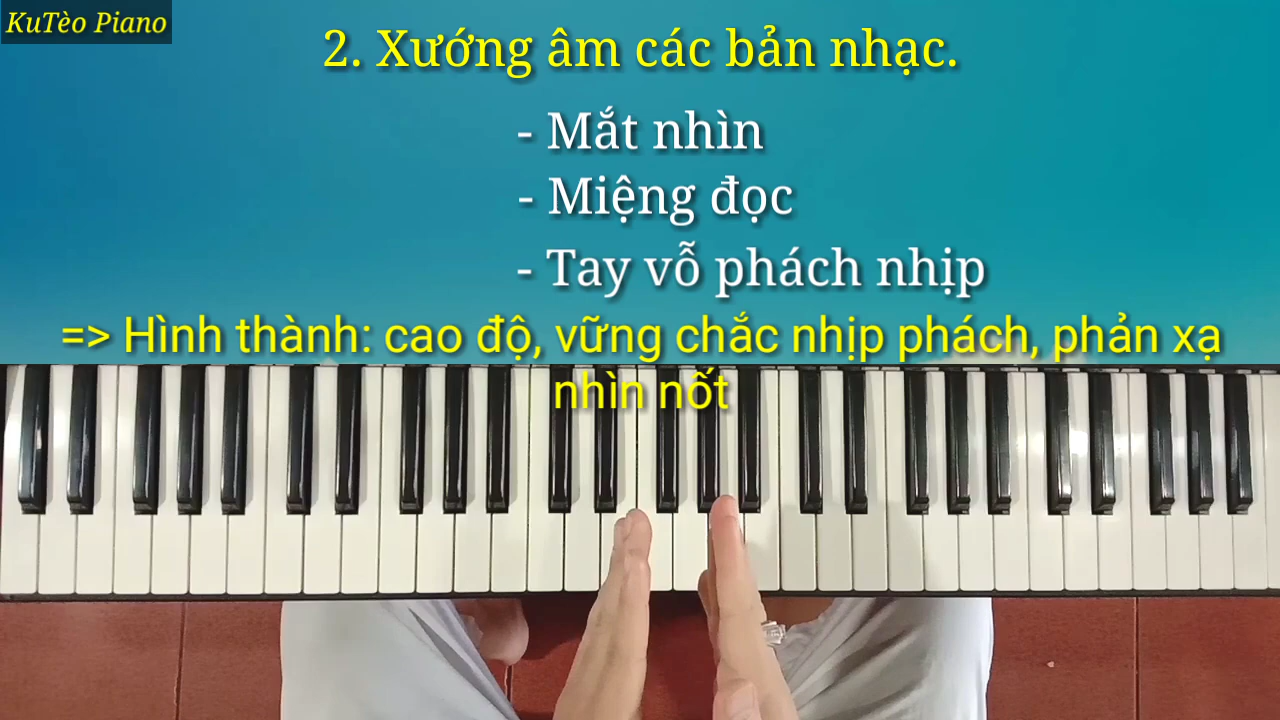 KuTèo Piano
2. Xướng âm các bản nhạc.
- Mắt nhìn
- Miệng đọc
- Tay vỗ phách nhịp
=> Hình thành: cao độ, vững chắc nhịp phách, phản xạ
nhìn nốt